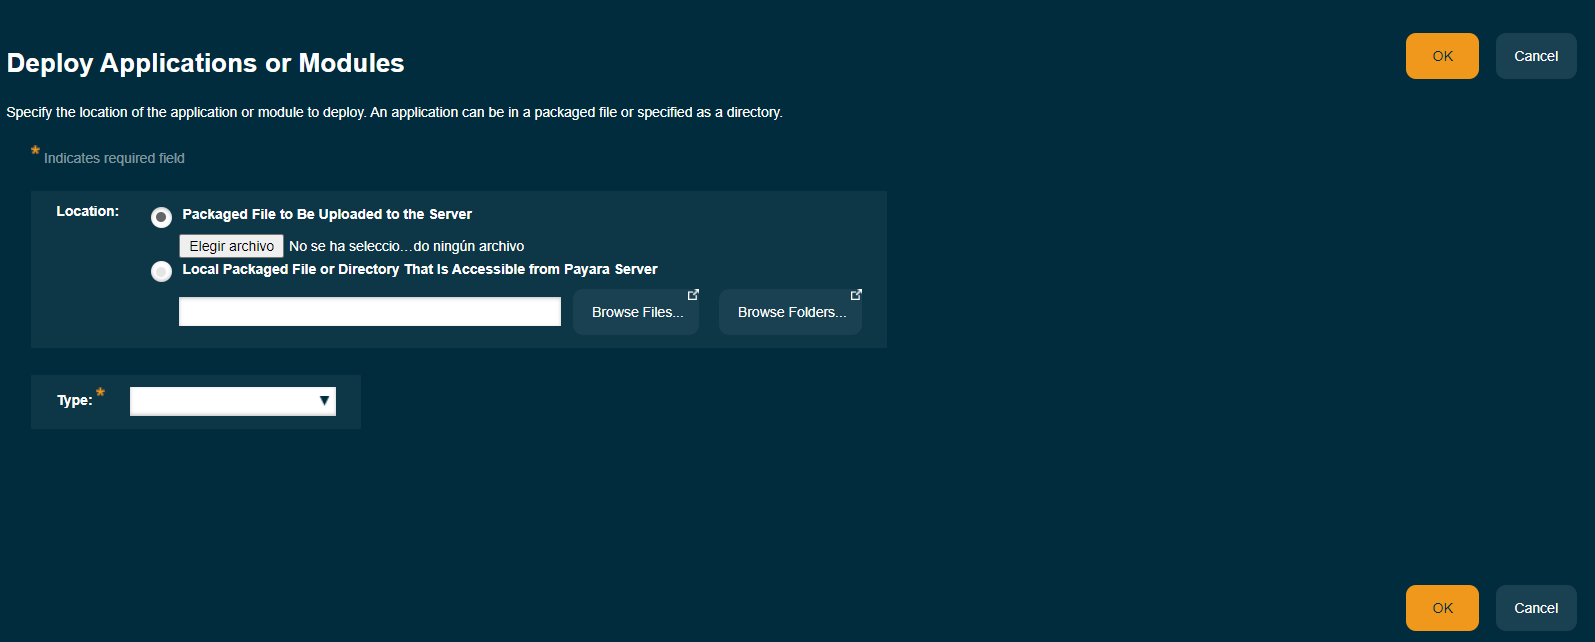 OK
Cancel
Deploy Applications or Modules
Specify the location of the application or module to deploy. An application can be in a packaged file or specified as a directory.
* Indicates required field
Location:
Packaged File to Be Uploaded to the Server
Elegir archivo No se ha seleccio...do ningún archivo
Local Packaged File or Directory That Is Accessible from Payara Server
Browse Files...
Browse Folders...
Type: *
OK
Cancel